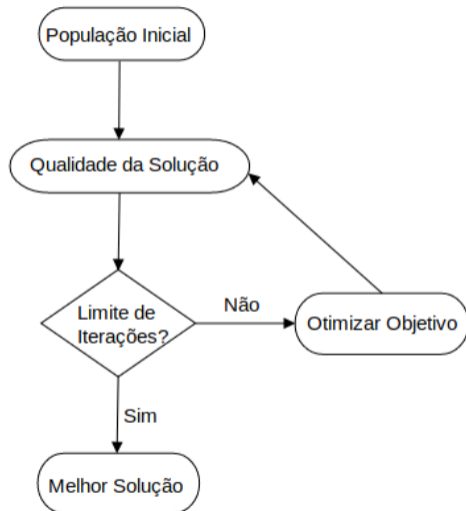 População Inicial
Qualidade da Solução
Limite de
Iterações?
Não
Otimizar Objetivo
Sim
Melhor Solução